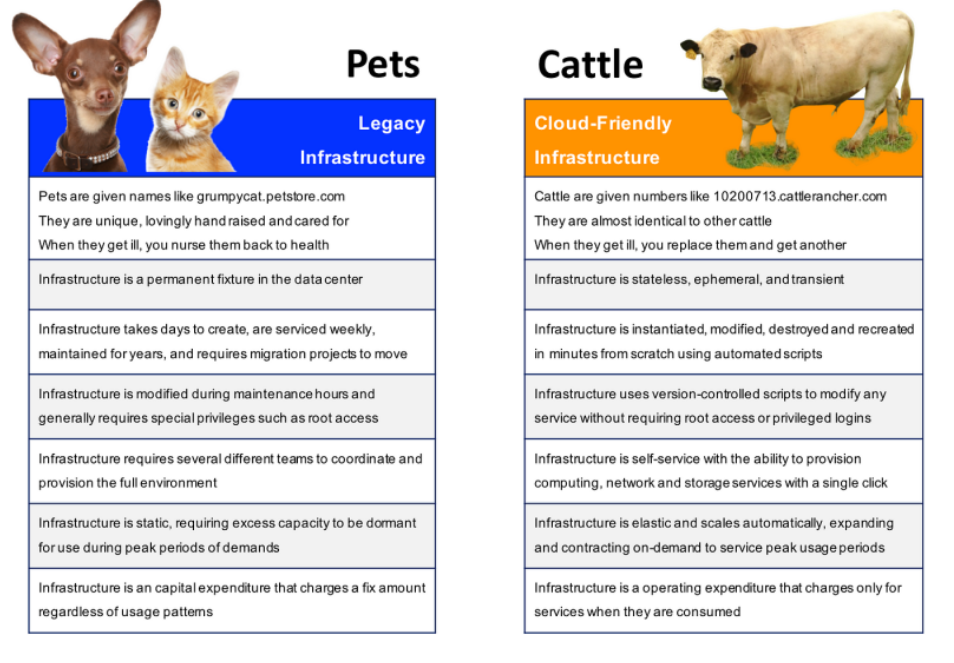 Pets
Legacy
Infrastructure
Pets are given names like grumpycat.petstore.com
They are unique, lovingly hand raised and cared for
When they get ill, you nurse them back to health
Infrastructure is a permanent fixture in the data center
Infrastructure takes days to create, are serviced weekly,
maintained for years, and requires migration projects to move
Infrastructure is modified during maintenance hours and
generally requires special privileges such as root access
Infrastructure requires several different teams to coordinate and
provision the full environment
Infrastructure is static, requiring excess capacity to be dormant
for use during peak periods of demands
Infrastructure is an capital expenditure that charges a fix amount
regardless of usage patterns
Cattle
Cloud-Friendly
Infrastructure
Cattle are given numbers like 10200713.cattlerancher.com
They are almost identical to other cattle
When they get ill, you replace them and get another
Infrastructure is stateless, ephemeral, and transient
Infrastructure is instantiated, modified, destroyed and recreated
in minutes from scratch using automated scripts
Infrastructure uses version-controlled scripts to modify any
service without requiring root access or privileged logins
Infrastructure is self-service with the ability to provision
computing, network and storage services with a single click
Infrastructure is elastic and scales automatically, expanding
and contracting on-demand to service peak usage periods
Infrastructure is a operating expenditure that charges only for
services when they are consumed